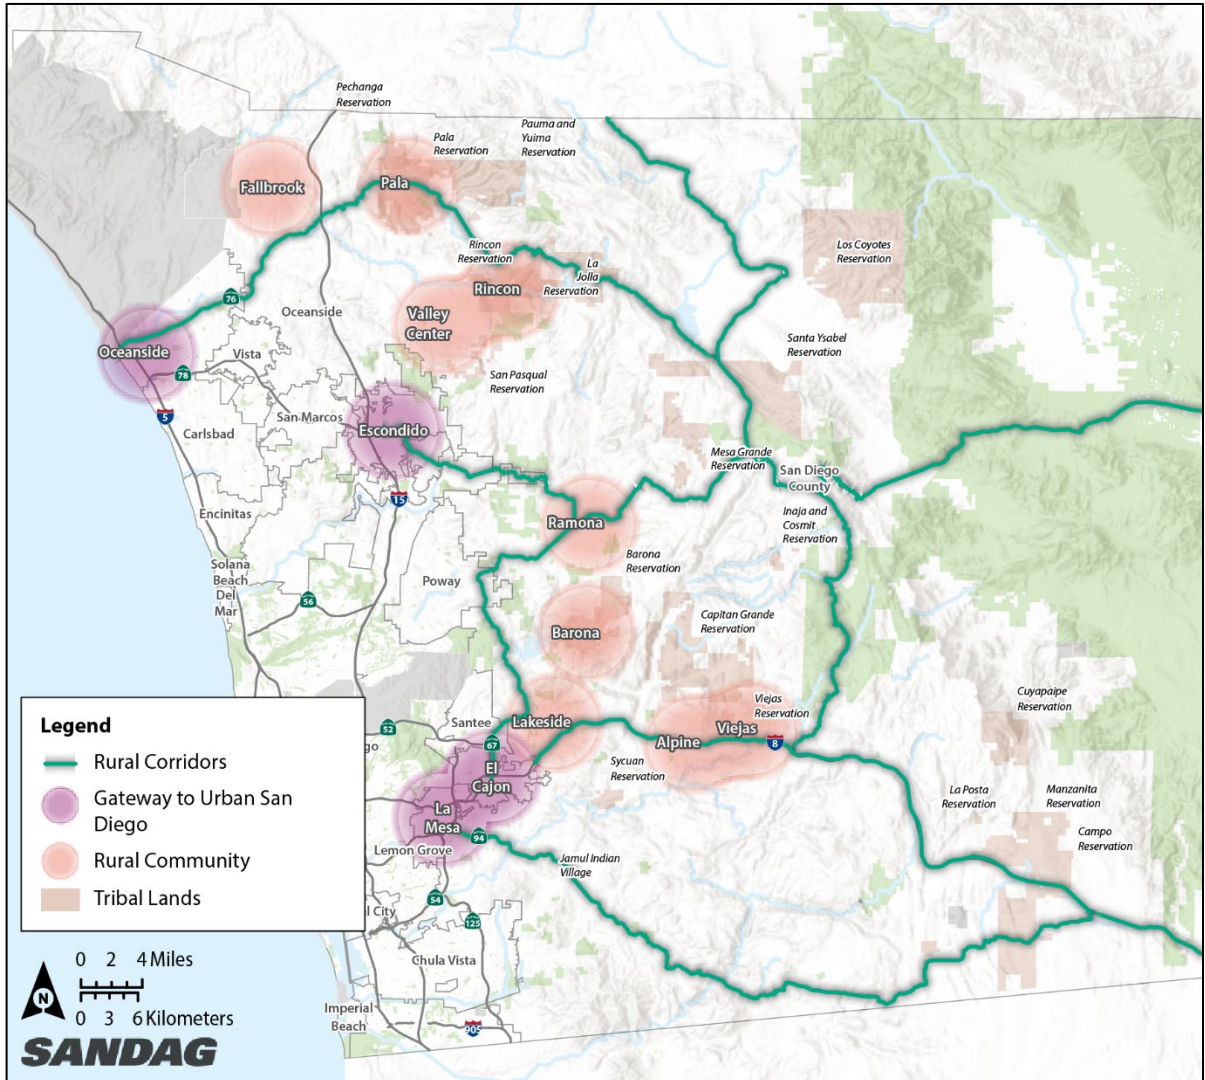 Pechanga
Reservation
Pala
Reservation
Pauma and
Yuima
Reservation
Fallbrook
Pala
Los Coyotes
Reservation
Rincon
Reservation
La
Jolla
Reservation
Rincon
76
Oceanside
Valley
Center
Oceanside
Vista
78
Santa Ysabel
Reservation
San Pasqual
Reservation
5
San Marcos
Carlsbad
Escondido
Mesa Grande
Reservation
San Diego
County
15
Encinitas
Ramona
Inaja and
Cosmit
Reservation
Barona
Reservation
Solana
Beach
Del
Mar
Poway
56
Barona
Capitan Grande
Reservation
Cuyapaipe
Reservation
Viejas
Reservation
Santee
Lakeside
52
67
Viejas
Alpine
8
Sycuan
Reservation
El
Cajon
La Posta
Reservation
Manzanita
Reservation
Campo
Reservation
La
Mesa
94
Lemon Grove
Jamul Indian
Village
54
125
l City
Chula Vista
Imperial
Beach
905
Legend
Rural Corridors
Gateway to Urban San
Diego
Rural Community
Tribal Lands
0 2 4 Miles
0 3 6 Kilometers
N
SANDAG